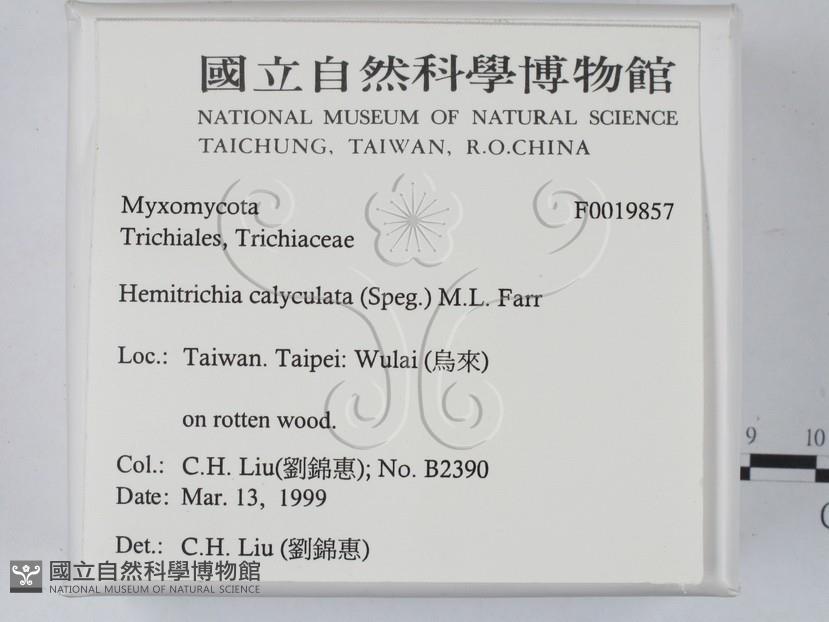 國立自然科學博物館
NATIONAL MUSEUM OF NATURAL SCIENCE
TAICHUNG, TAIWAN, R.O.CHINA
Myxomycota F0019857
Trichiales, Trichiaceae
Hemitrichia calyculata (Speg.) M.L. Farr
Loc.: Taiwan. Taipei: Wulai (烏來)
on rotten wood.
Col.: C.H. Liu(劉錦惠); No. B2390
Date: Mar. 13, 1999
Det.: C.H. Liu (劉錦惠)
9 10
國立自然科學博物館
NATIONAL MUSEUM OF NATURAL SCIENCE